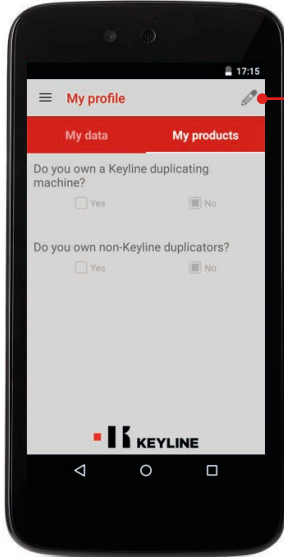 17:15
My profile
My data My products
Do you own a Keyline duplicating
machine?
Yes No
Do you own non-Keyline duplicators?
Yes No
KEYLINE